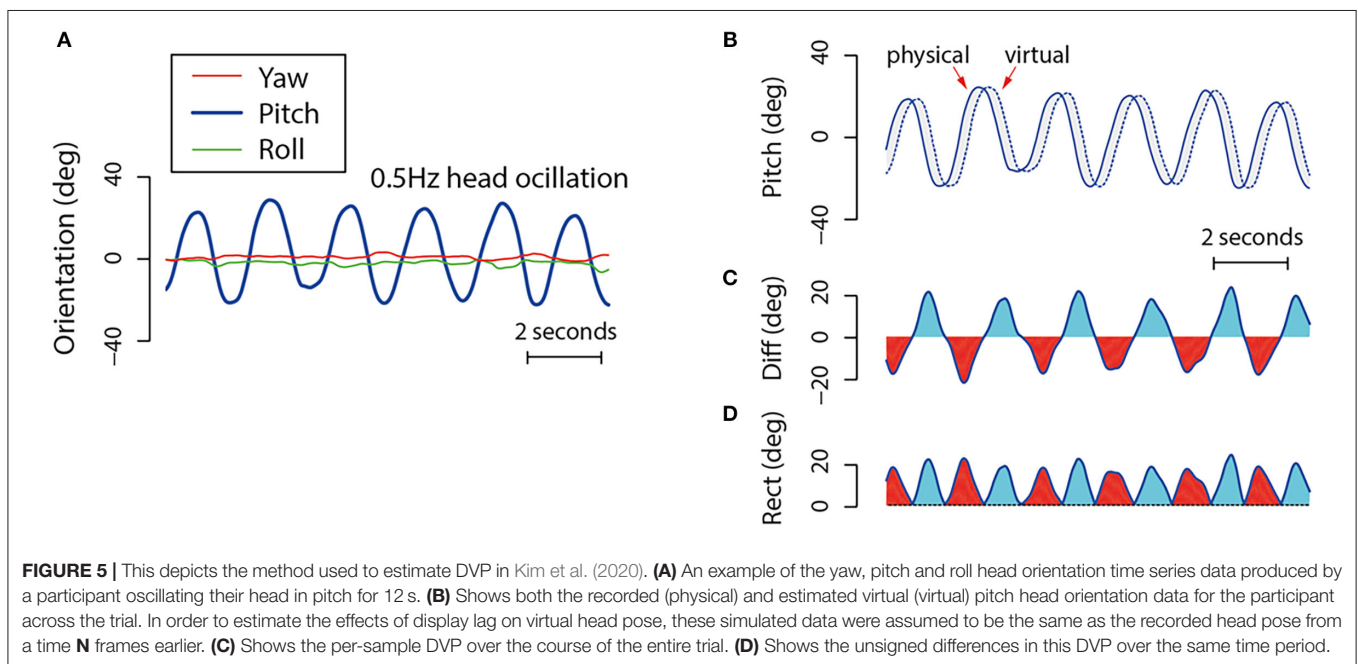 A
Yaw
Pitch
Roll
Orientation (deg)
40
0
−40
0.5Hz head ocillation
2 seconds
B
physical
virtual
Pitch (deg)
40
0
−40
2 seconds
C
Diff (deg)
20
0
−20
D
Rect (deg)
20
0
FIGURE 5 | This depicts the method used to estimate DVP in Kim et al. (2020). (A) An example of the yaw, pitch and roll head orientation time series data produced by
a participant oscillating their head in pitch for 12 s. (B) Shows both the recorded (physical) and estimated virtual (virtual) pitch head orientation data for the participant
across the trial. In order to estimate the effects of display lag on virtual head pose, these simulated data were assumed to be the same as the recorded head pose from
a time N frames earlier. (C) Shows the per-sample DVP over the course of the entire trial. (D) Shows the unsigned differences in this DVP over the same time period.